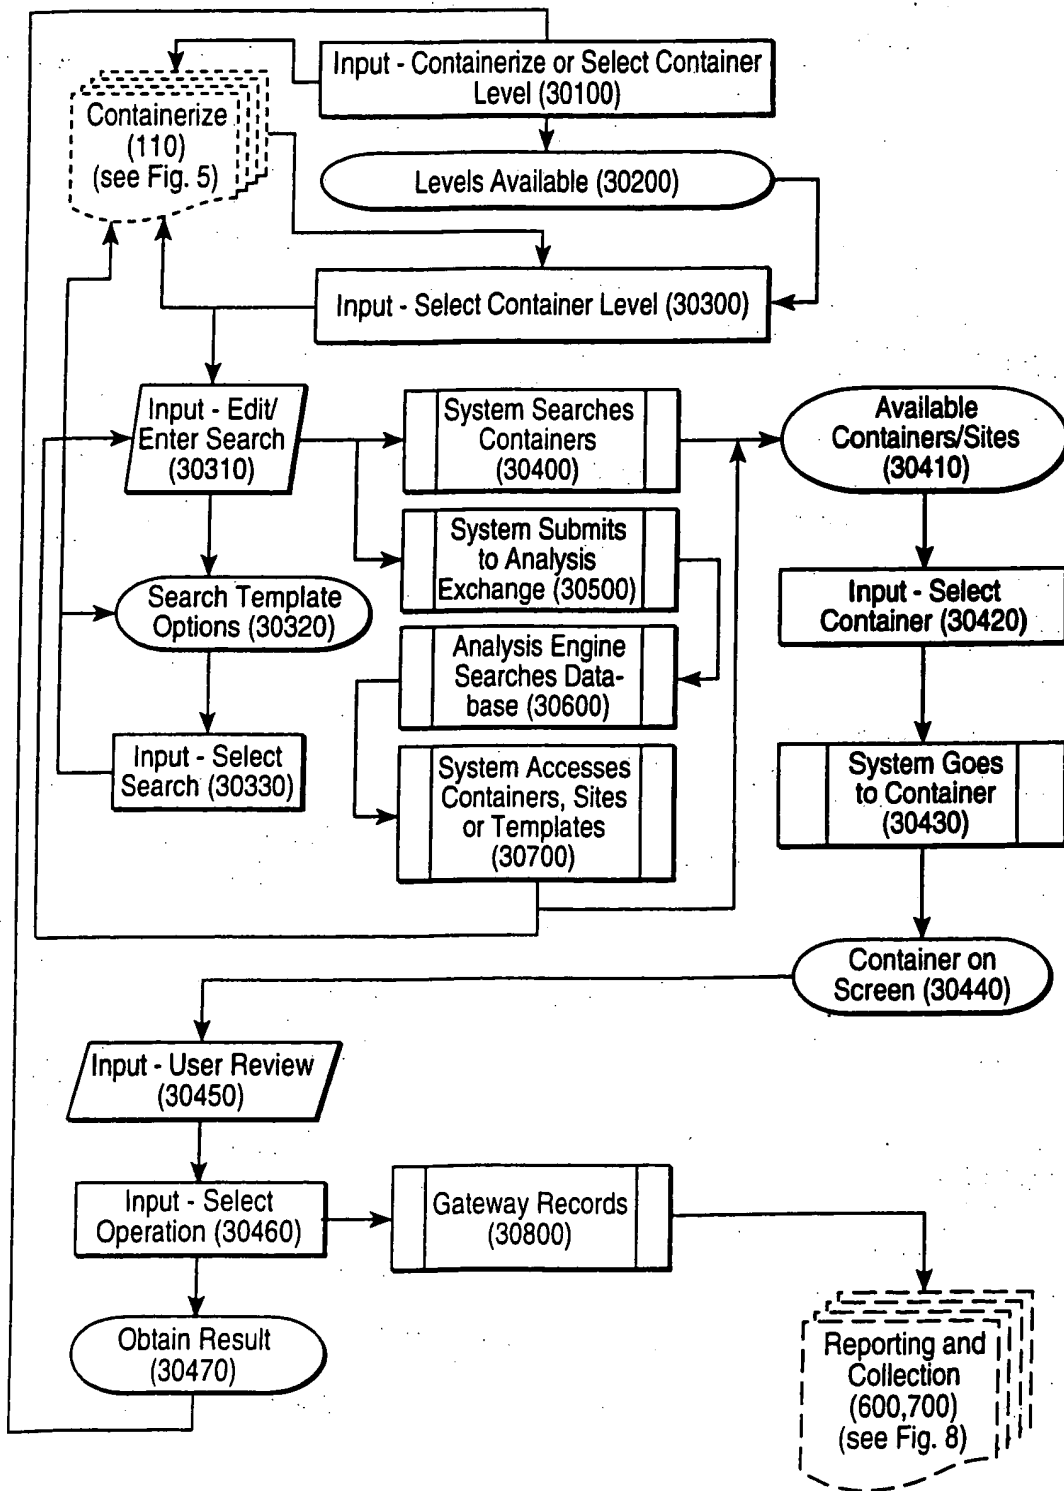 Input - Containerize or Select Container
Level (30100)
Containerize
(110)
(see Fig. 5)
Levels Available (30200)
Input - Select Container Level (30300)
Input - Edit/
Enter Search
(30310)
System Searches
Containers
(30400)
Available
Containers/Sites
(30410)
System Submits
to Analysis
Exchange (30500)
Search Template
Options (30320)
Input - Select
Container (30420)
Analysis Engine
Searches Data-
base (30600)
Input - Select
Search (30330)
System Accesses
Containers, Sites
or Templates
(30700)
System Goes
to Container
(30430)
Container on
Screen (30440)
Input - User Review
(30450)
Input - Select
Operation (30460)
Gateway Records
(30800)
Obtain Result
(30470)
Reporting and
Collection
(600,700)
(see Fig. 8)